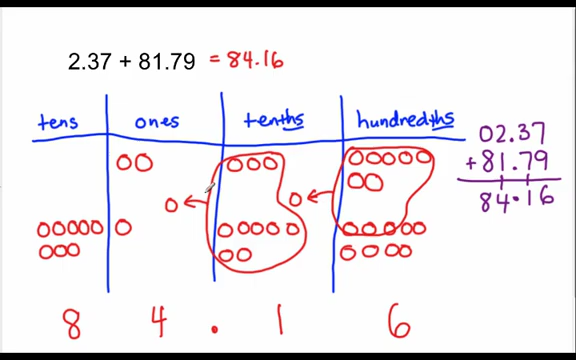 2.37 + 81.79 = 84.16
tens ones tenths hundredths
02.37
+ 81.79
84.16
8 4 . 1 6